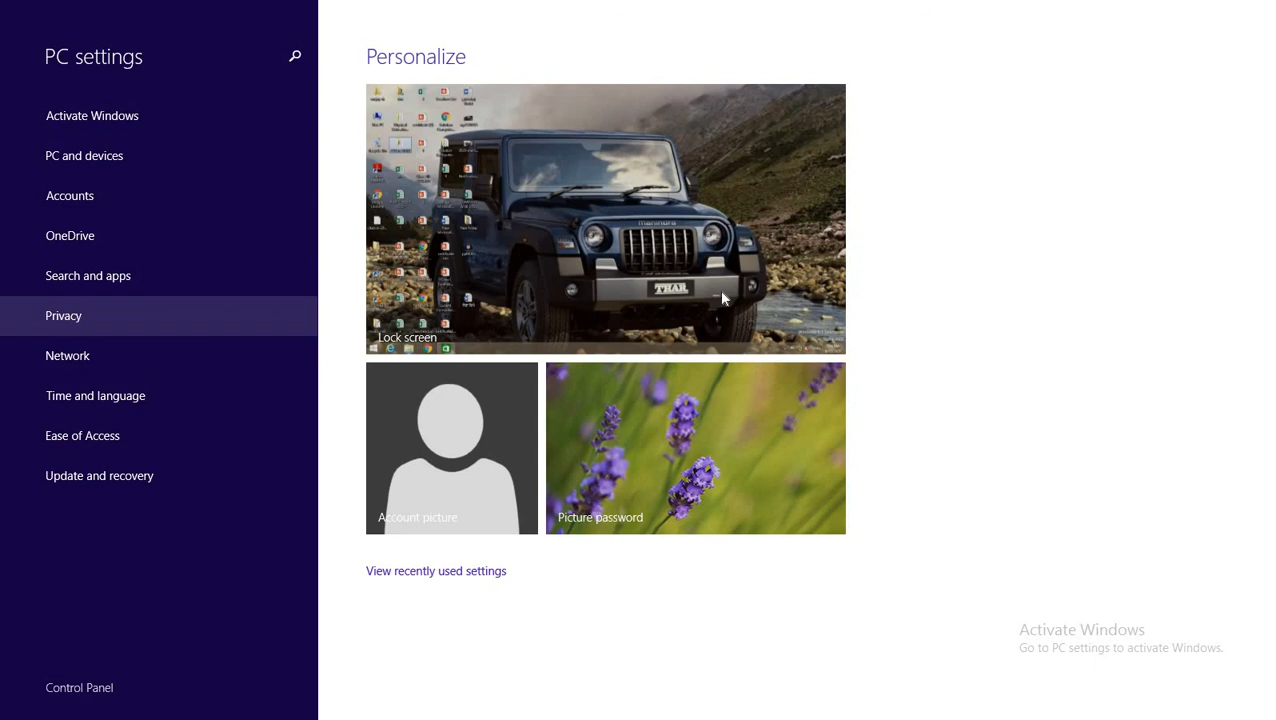 PC settings
Activate Windows
PC and devices
Accounts
OneDrive
Search and apps
Privacy
Network
Time and language
Ease of Access
Update and recovery
Control Panel
Personalize
THAR
Lock screen
Account picture
Picture password
View recently used settings
Activate Windows
Go to PC settings to activate Windows.